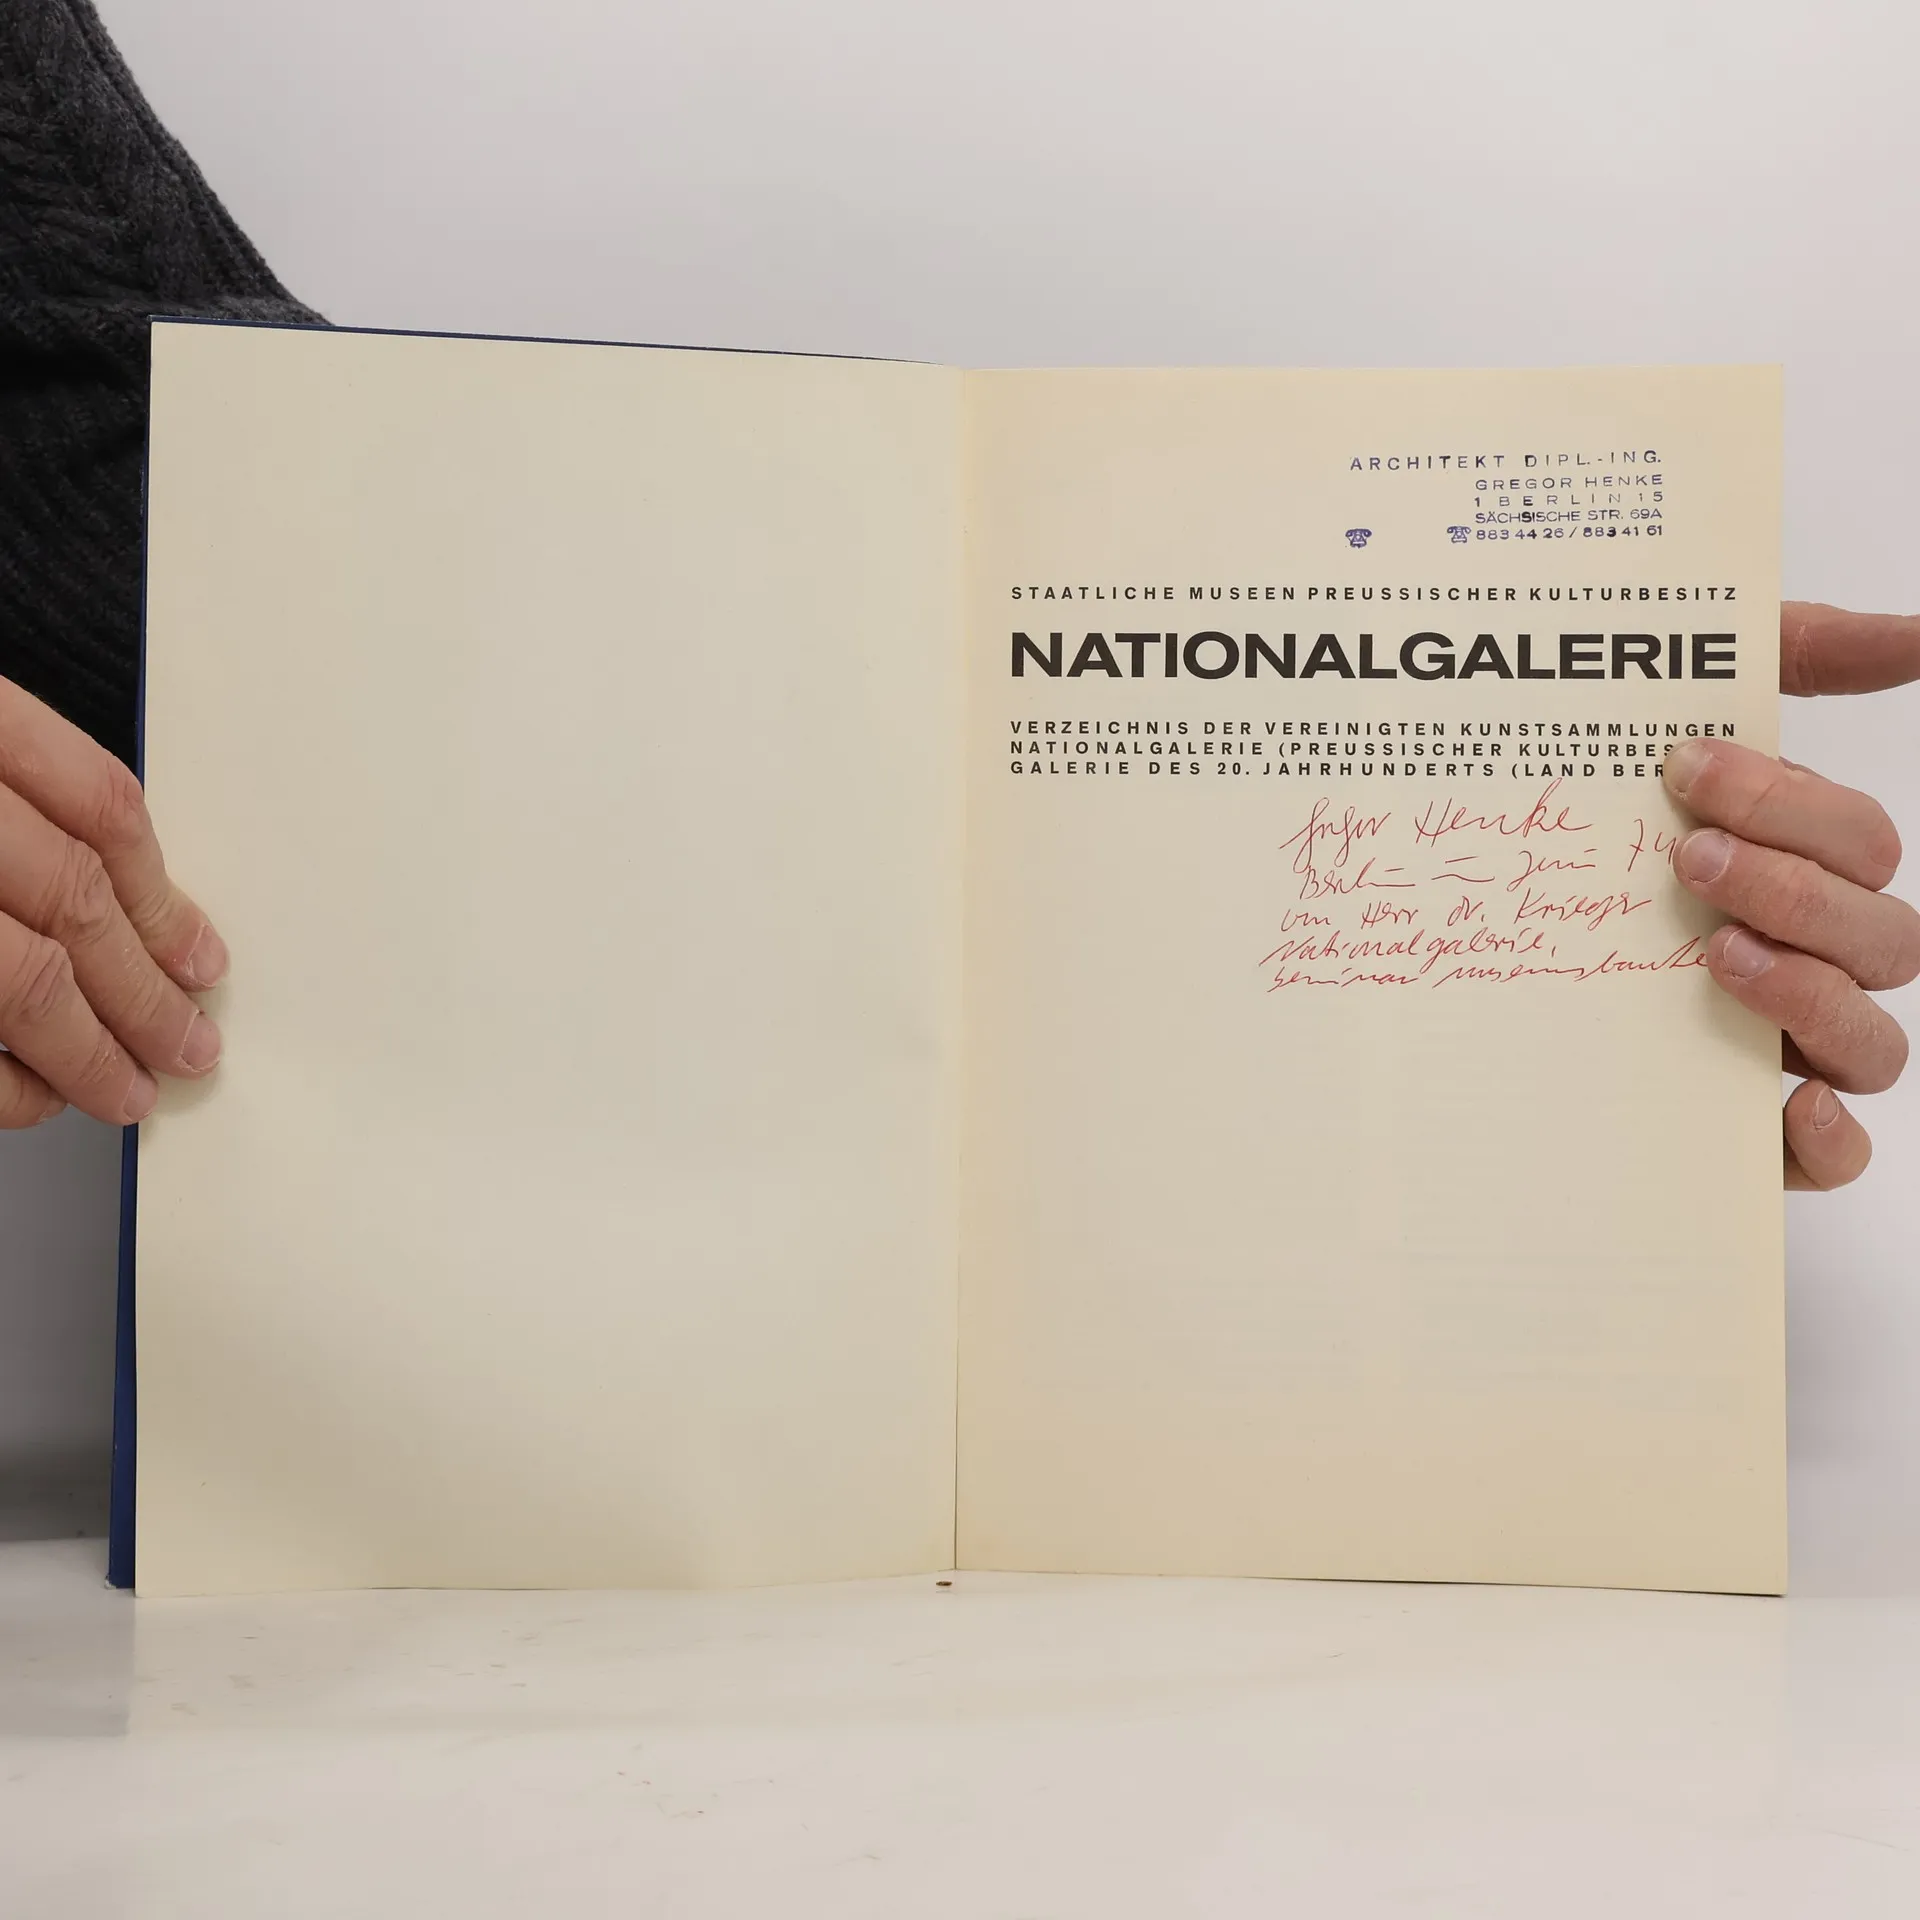 ARCHITEKT DIPL.-ING.
GREGOR HENKE
1 BERLIN 15
SÄCHSISCHE STR. 69A
883 44 26 / 883 41 61
STAATLICHE MUSEEN PREUSSISCHER KULTURBESITZ
NATIONALGALERIE
VERZEICHNIS DER VEREINIGTEN KUNSTSAMMLUNGEN
NATIONALGALERIE (PREUSSISCHER KULTURBES
GALERIE DES 20. JAHRHUNDERTS (LAND BER
Gregor Henke
Berlin – Juni 74
von Herr Dr. Krieger
Nationalgalerie,
Seminar